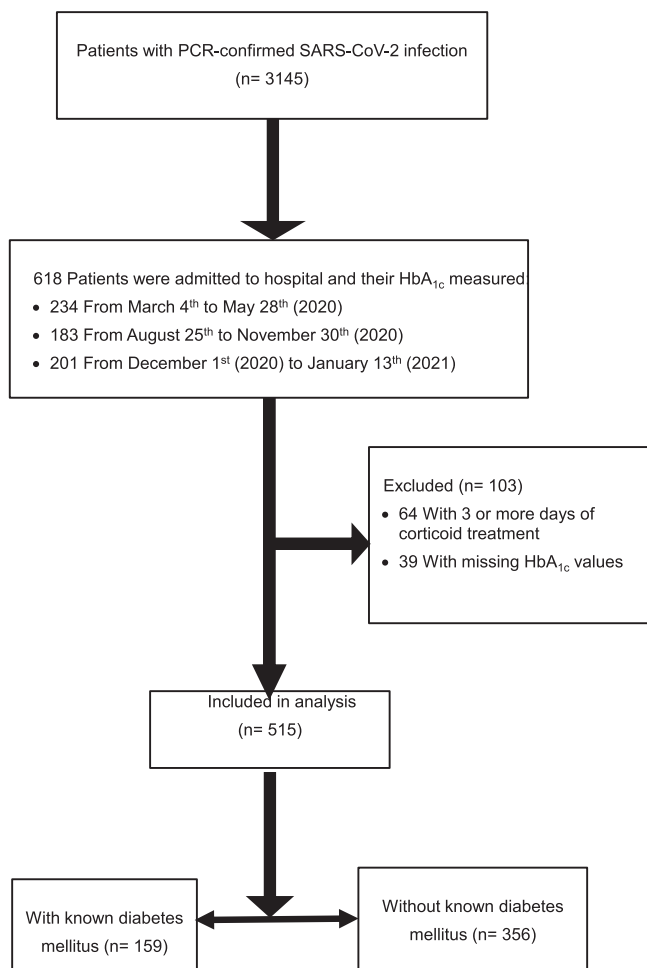 Patients with PCR-confirmed SARS-CoV-2 infection
(n= 3145)
618 Patients were admitted to hospital and their HbA1c measured:
• 234 From March 4th to May 28th (2020)
• 183 From August 25th to November 30th (2020)
• 201 From December 1st (2020) to January 13th (2021)
Excluded (n= 103)
• 64 With 3 or more days of
corticoid treatment
• 39 With missing HbA1c values
Included in analysis
(n= 515)
With known diabetes
mellitus (n= 159)
Without known diabetes
mellitus (n= 356)